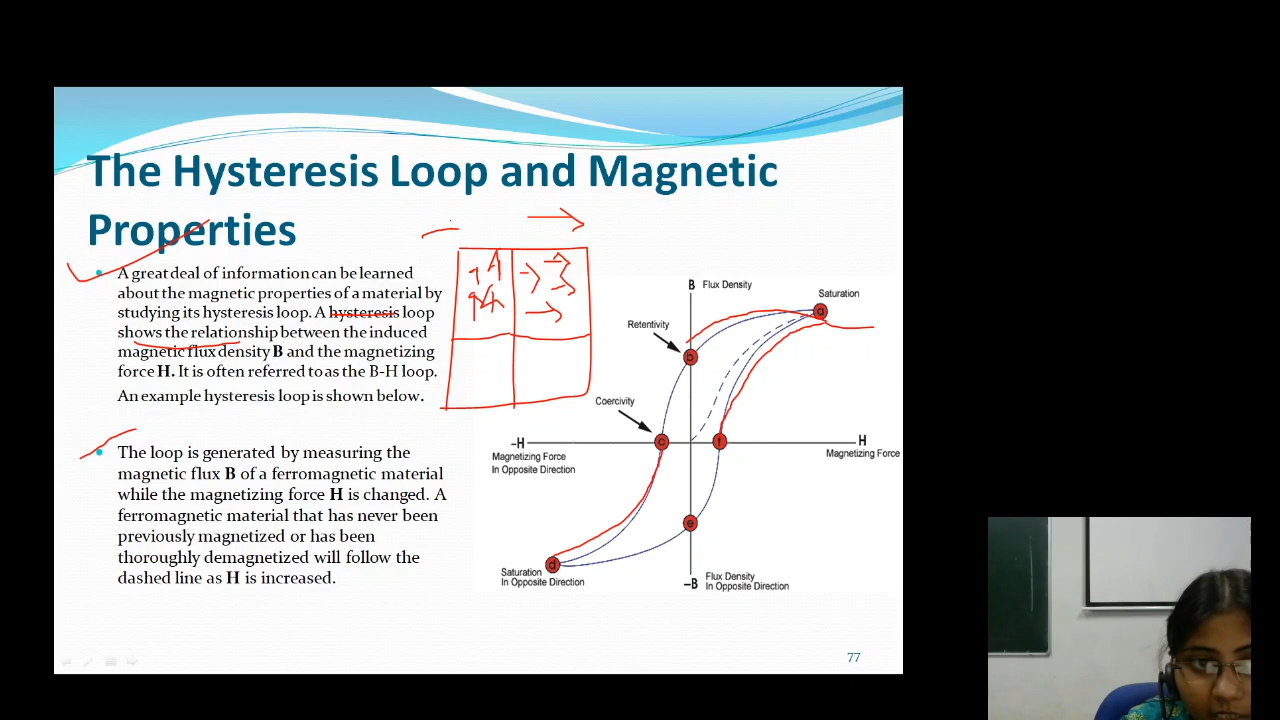 The Hysteresis Loop and Magnetic
Properties
• A great deal of information can be learned
about the magnetic properties of a material by
studying its hysteresis loop. A hysteresis loop
shows the relationship between the induced
magnetic flux density B and the magnetizing
force H. It is often referred to as the B-H loop.
An example hysteresis loop is shown below.
• The loop is generated by measuring the
magnetic flux B of a ferromagnetic material
while the magnetizing force H is changed. A
ferromagnetic material that has never been
previously magnetized or has been
thoroughly demagnetized will follow the
dashed line as H is increased.
B Flux Density
Saturation
a
Retentivity
b
Coercivity
c
f
-H
Magnetizing Force
In Opposite Direction
H
Magnetizing Force
e
d
Saturation
In Opposite Direction
-B
Flux Density
In Opposite Direction
77